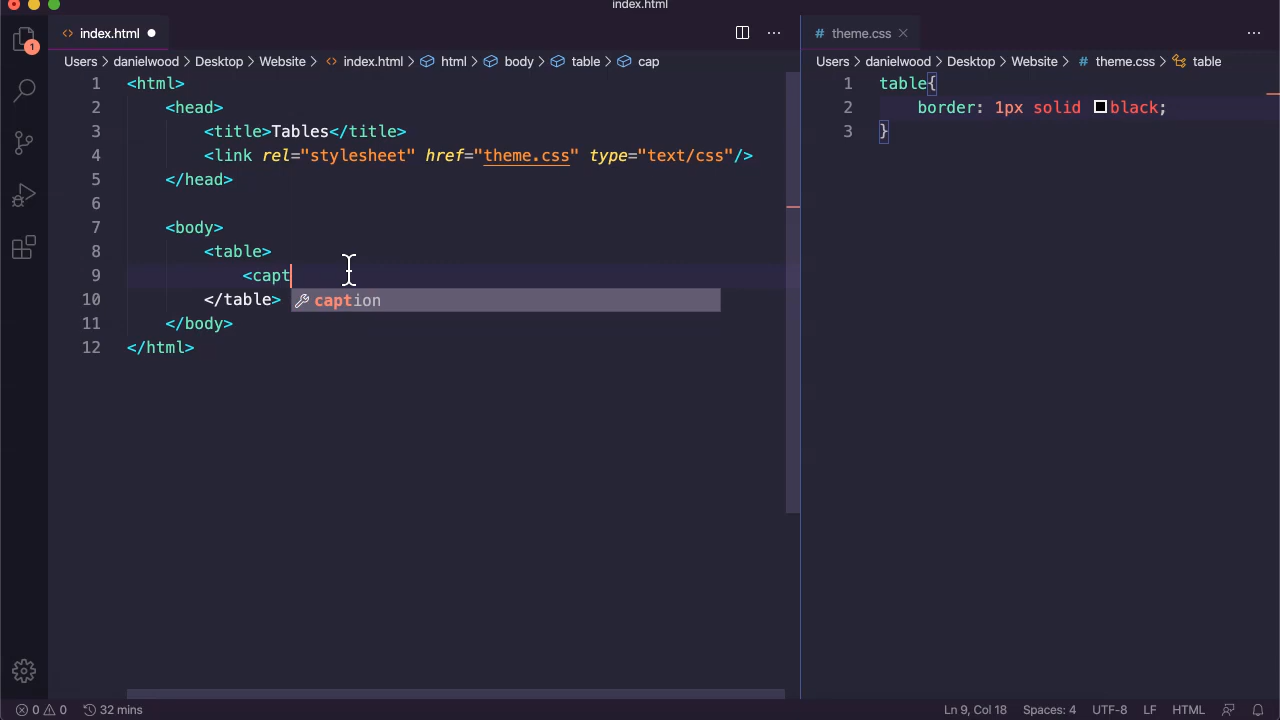 index.html
index.html
Users > danielwood > Desktop > Website > index.html > html > body > table > cap
1 <html>
2 <head>
3 <title>Tables</title>
4 <link rel="stylesheet" href="theme.css" type="text/css"/>
5 </head>
6
7 <body>
8 <table>
9 <capt
caption
10 </table>
11 </body>
12 </html>
theme.css
Users > danielwood > Desktop > Website > theme.css > table
1 table{
2 border: 1px solid black;
3 }
1
0 0 32 mins
Ln 9, Col 18 Spaces: 4 UTF-8 LF HTML